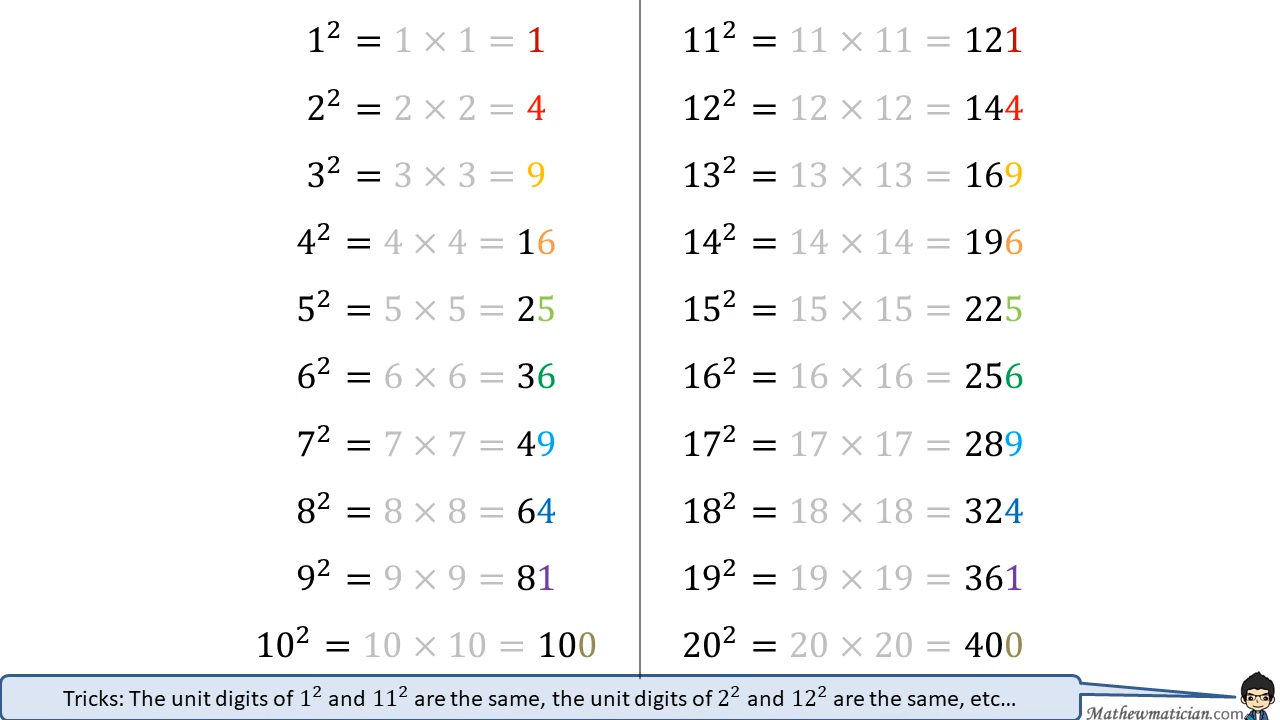 1² = 1 × 1 = 1
2² = 2 × 2 = 4
3² = 3 × 3 = 9
4² = 4 × 4 = 16
5² = 5 × 5 = 25
6² = 6 × 6 = 36
7² = 7 × 7 = 49
8² = 8 × 8 = 64
9² = 9 × 9 = 81
10² = 10 × 10 = 100
11² = 11 × 11 = 121
12² = 12 × 12 = 144
13² = 13 × 13 = 169
14² = 14 × 14 = 196
15² = 15 × 15 = 225
16² = 16 × 16 = 256
17² = 17 × 17 = 289
18² = 18 × 18 = 324
19² = 19 × 19 = 361
20² = 20 × 20 = 400
Tricks: The unit digits of 1² and 11² are the same, the unit digits of 2² and 12² are the same, etc...
Mathewmatician.com